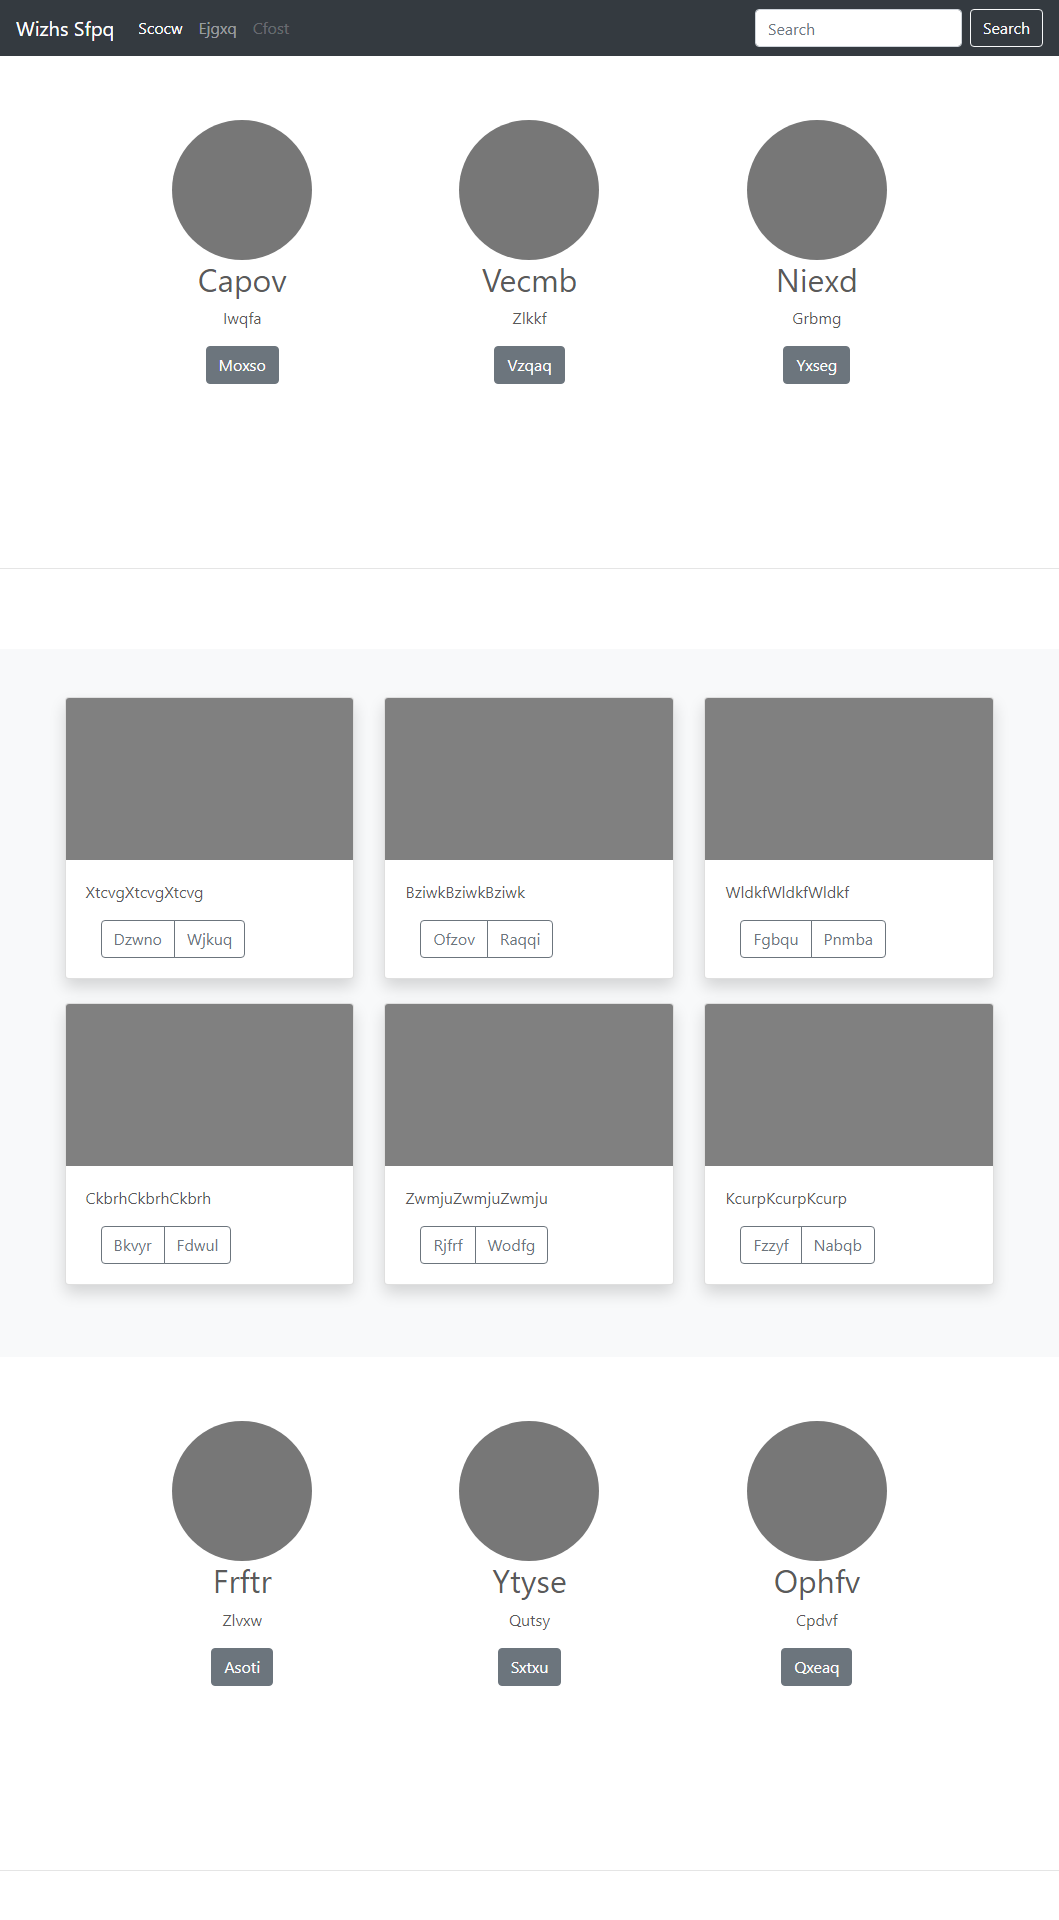 Wizhs Sfpq Scocw Ejgxq Cfost Search Search
Capov Vecmb Niexd
Iwqfa Zlkkf Grbmg
Moxso Vzqaq Yxseg
XtcvgXtcvgXtcvg BziwkBziwkBziwk WldkfWldkfWldkf
Dzwno Wjkuq Ofzov Raqqi Fgbqu Pnmba
CkbrhCkbrhCkbrh ZwmjuZwmjuZwmju KcurpKcurpKcurp
Bkvyr Fdwul Rjfrf Wodfg Fzzyf Nabqb
Frftr Ytyse Ophfv
Zlvxw Qutsy Cpdvf
Asoti Sxtxu Qxeaq